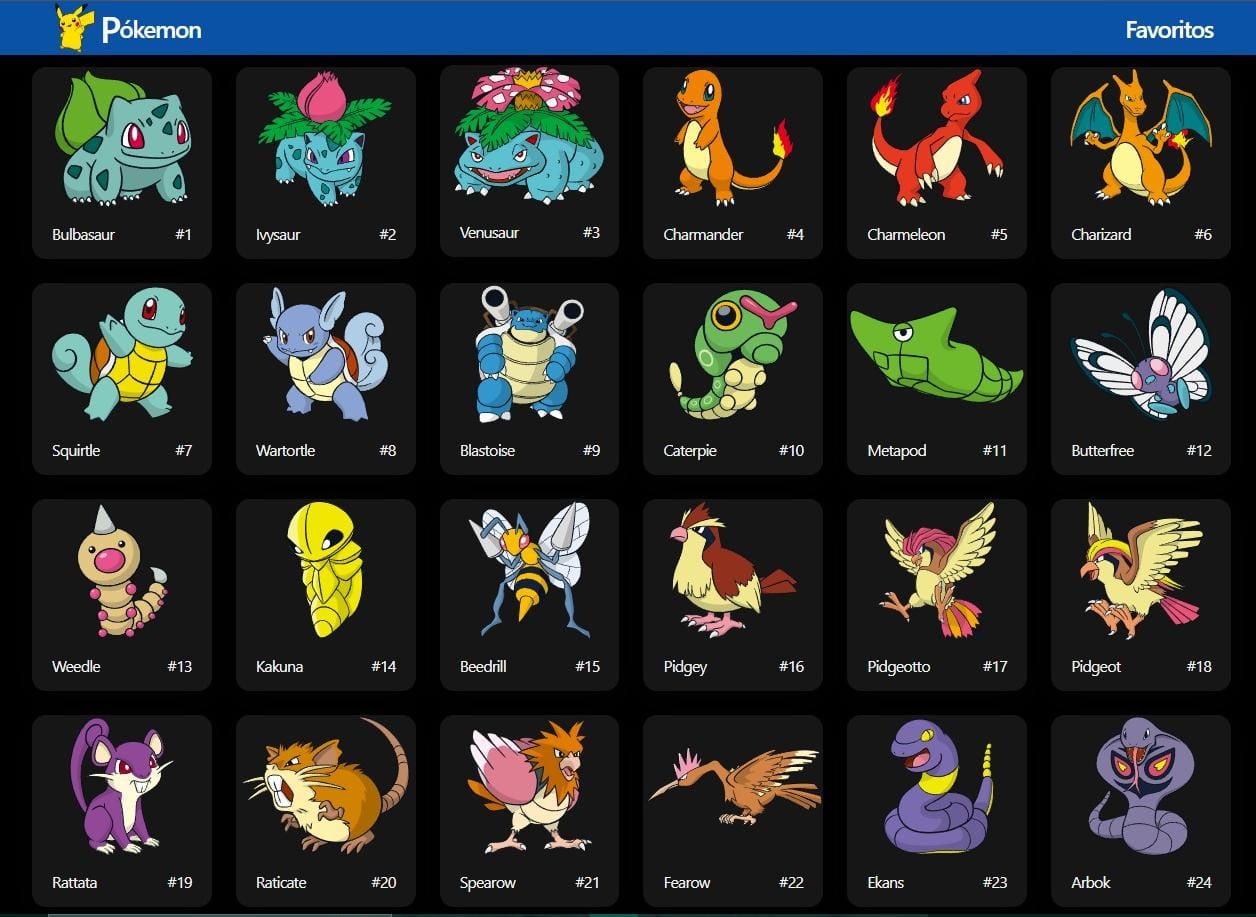 Pókemon Favoritos
Bulbasaur #1 Ivysaur #2 Venusaur #3 Charmander #4 Charmeleon #5 Charizard #6
Squirtle #7 Wartortle #8 Blastoise #9 Caterpie #10 Metapod #11 Butterfree #12
Weedle #13 Kakuna #14 Beedrill #15 Pidgey #16 Pidgeotto #17 Pidgeot #18
Rattata #19 Raticate #20 Spearow #21 Fearow #22 Ekans #23 Arbok #24